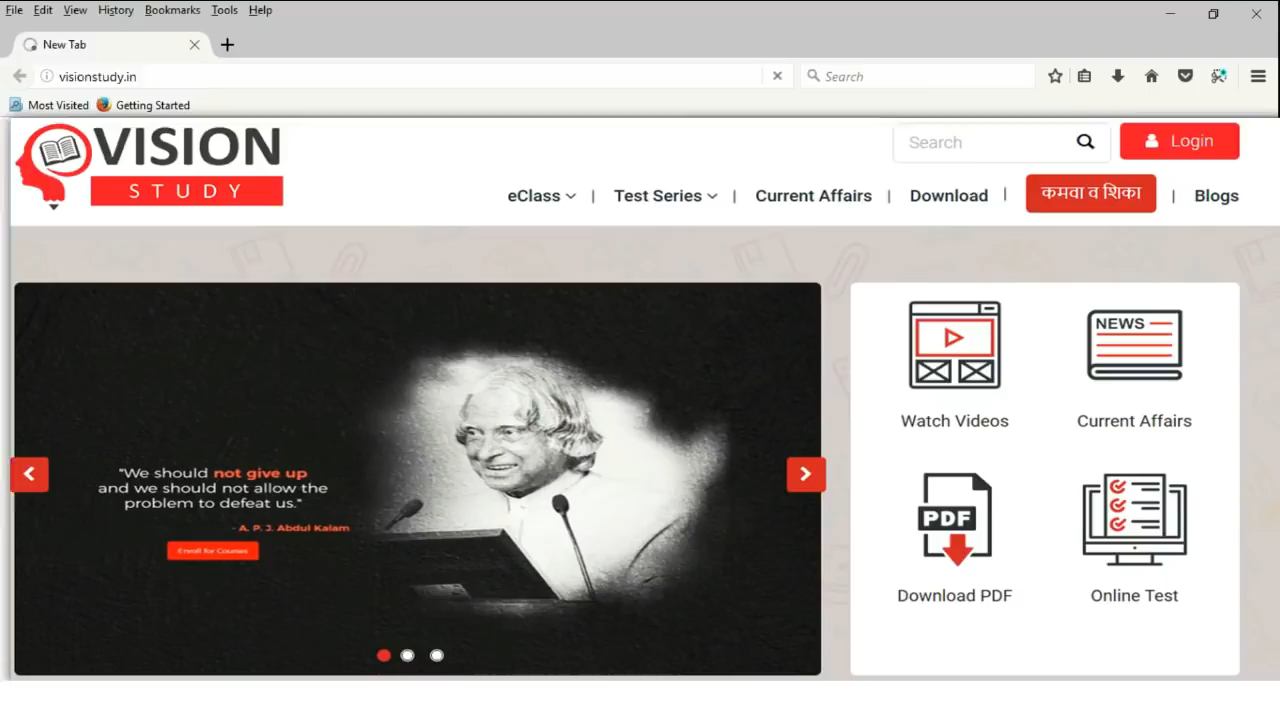 File Edit View History Bookmarks Tools Help
New Tab
visionstudy.in
Search
Most Visited Getting Started
VISION
STUDY
Search
Login
eClass | Test Series | Current Affairs | Download | कमवा व शिका | Blogs
"We should not give up
and we should not allow the
problem to defeat us."
- A. P. J. Abdul Kalam
Enroll for Courses
NEWS
Watch Videos
Current Affairs
PDF
Download PDF
Online Test